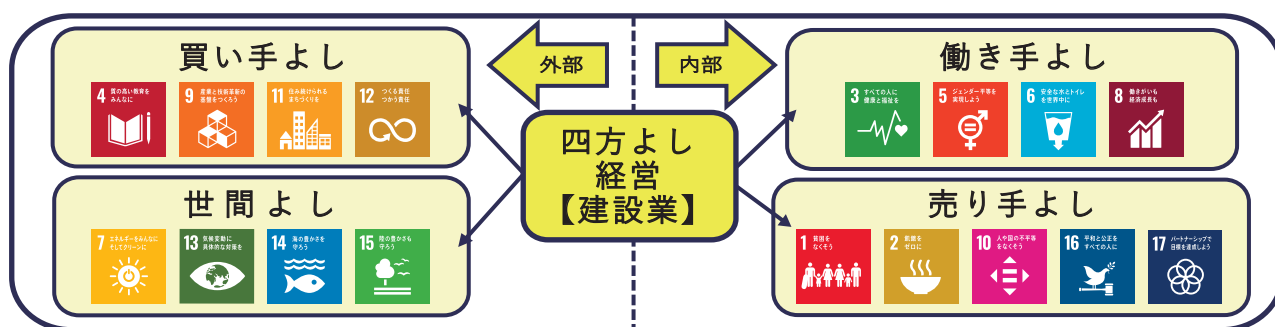 買い手よし
4 質の高い教育を
みんなに
9 産業と技術革新の
基盤をつくろう
11 住み続けられる
まちづくりを
12 つくる責任
つかう責任
世間よし
7 エネルギーをみんなに
そしてクリーンに
13 気候変動に
具体的な対策を
14 海の豊かさを
守ろう
15 陸の豊かさも
守ろう
外部
内部
四方よし
経営
【建設業】
働き手よし
3 すべての人に
健康と福祉を
5 ジェンダー平等を
実現しよう
6 安全な水とトイレ
を世界中に
8 働きがいも
経済成長も
売り手よし
1 貧困を
なくそう
2 飢餓を
ゼロに
10 人や国の不平等
をなくそう
16 平和と公正を
すべての人に
17 パートナーシップで
目標を達成しよう